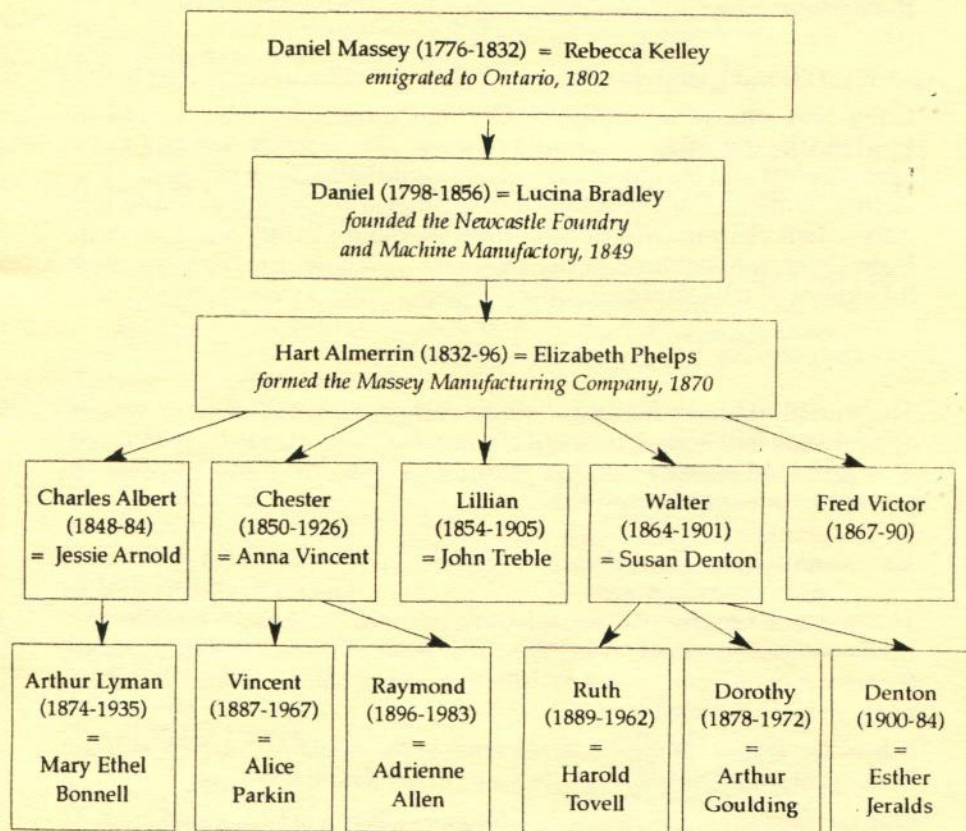 Daniel Massey (1776-1832) = Rebecca Kelley
emigrated to Ontario, 1802
Daniel (1798-1856) = Lucina Bradley
founded the Newcastle Foundry
and Machine Manufactory, 1849
Hart Almerrin (1832-96) = Elizabeth Phelps
formed the Massey Manufacturing Company, 1870
Charles Albert
(1848-84)
= Jessie Arnold
Chester
(1850-1926)
= Anna Vincent
Lillian
(1854-1905)
= John Treble
Walter
(1864-1901)
= Susan Denton
Fred Victor
(1867-90)
Arthur Lyman
(1874-1935)
=
Mary Ethel
Bonnell
Vincent
(1887-1967)
=
Alice
Parkin
Raymond
(1896-1983)
=
Adrienne
Allen
Ruth
(1889-1962)
=
Harold
Tovell
Dorothy
(1878-1972)
=
Arthur
Goulding
Denton
(1900-84)
=
Esther
Jeralds